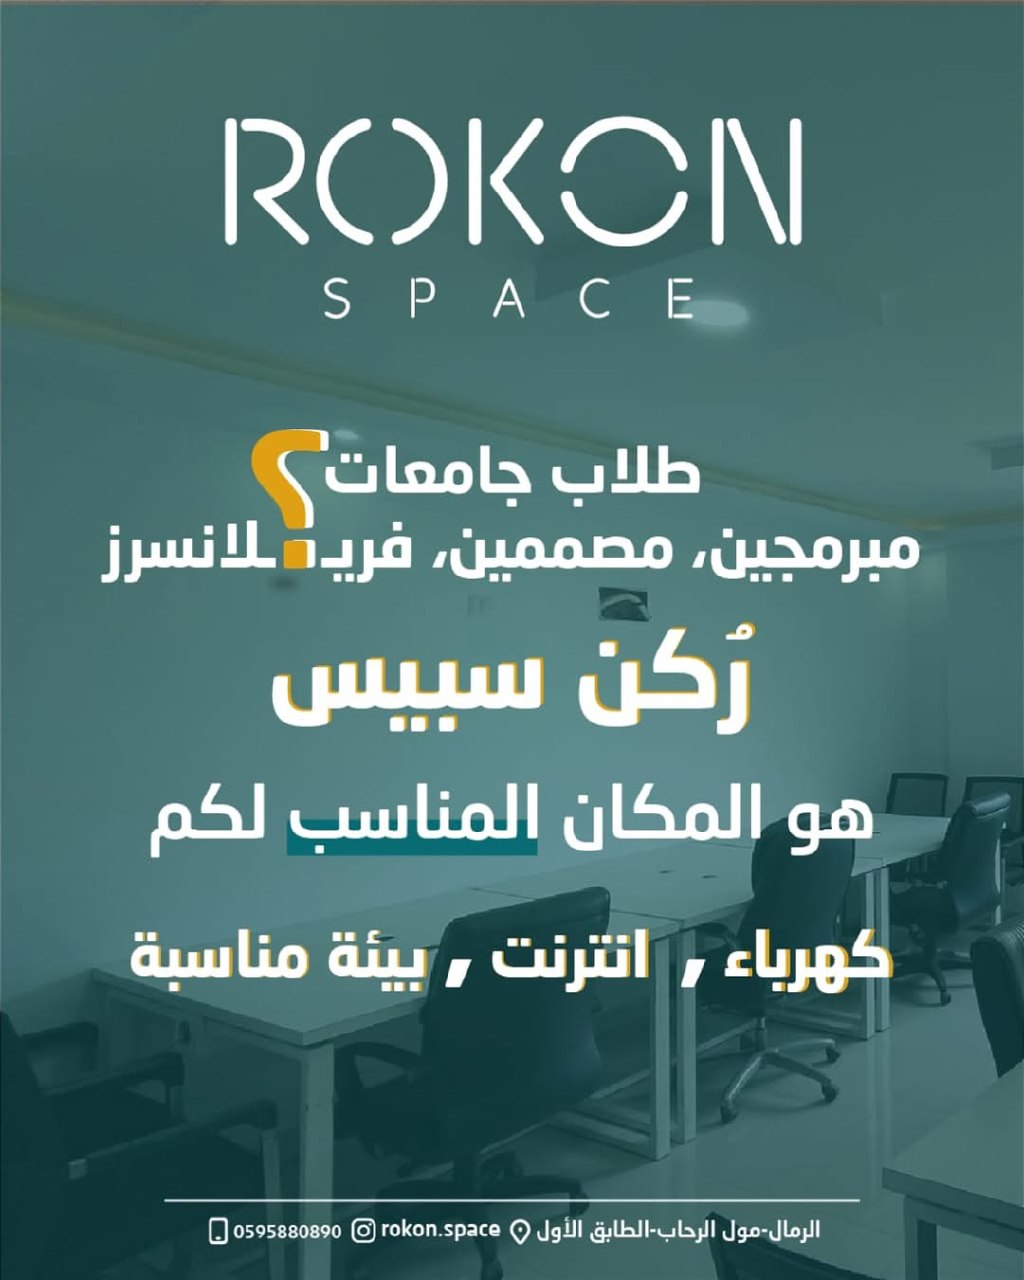 ROKON
SPACE
طلاب جامعات؟
مبرمجين، مصممين، فريـلانسرز
رُكن سبيس
هو المكان المناسب لكم
كهرباء , انترنت , بيئة مناسبة
الرمال-مول الرحاب-الطابق الأول rokon.space 0595880890